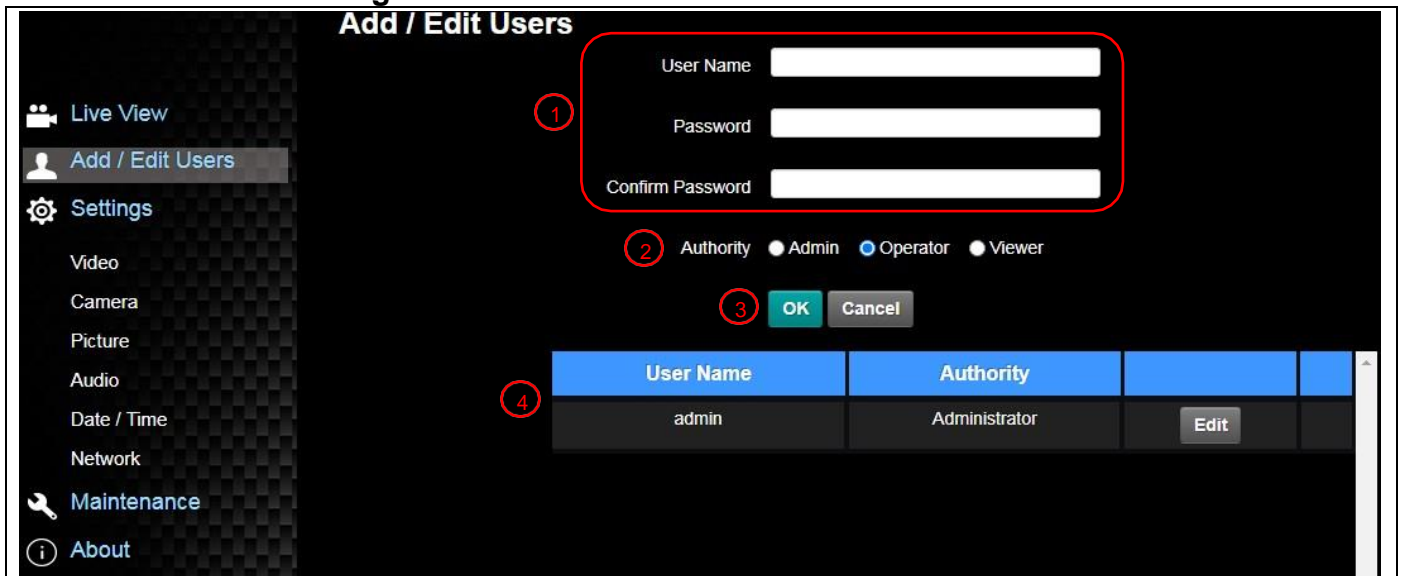 Add / Edit Users
Live View
Add / Edit Users
Settings
Video
Camera
Picture
Audio
Date / Time
Network
Maintenance
About
1
User Name
Password
Confirm Password
2 Authority Admin Operator Viewer
3 OK Cancel
4
User Name Authority
admin Administrator Edit